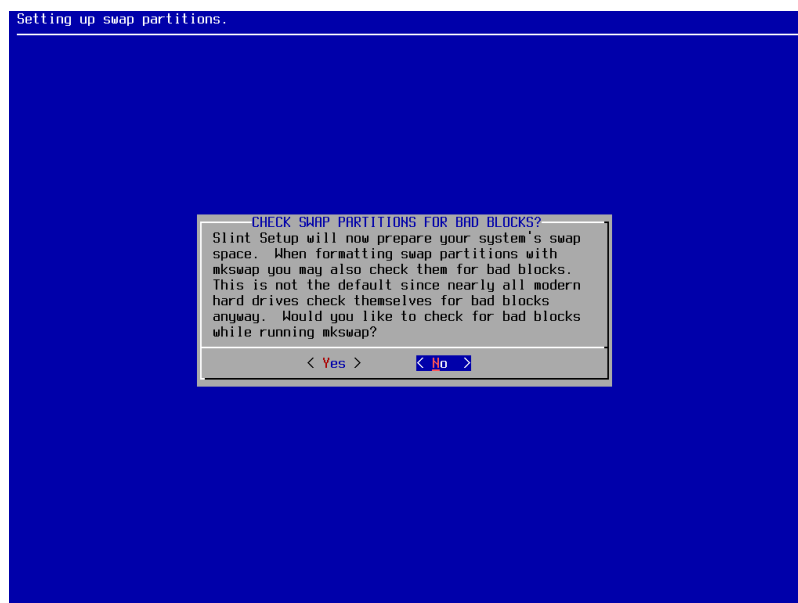 Setting up swap partitions.
CHECK SWAP PARTITIONS FOR BAD BLOCKS?
Slint Setup will now prepare your system's swap
space.  When formatting swap partitions with
mkswap you may also check them for bad blocks.
This is not the default since nearly all modern
hard drives check themselves for bad blocks
anyway.  Would you like to check for bad blocks
while running mkswap?
< Yes >        < No  >